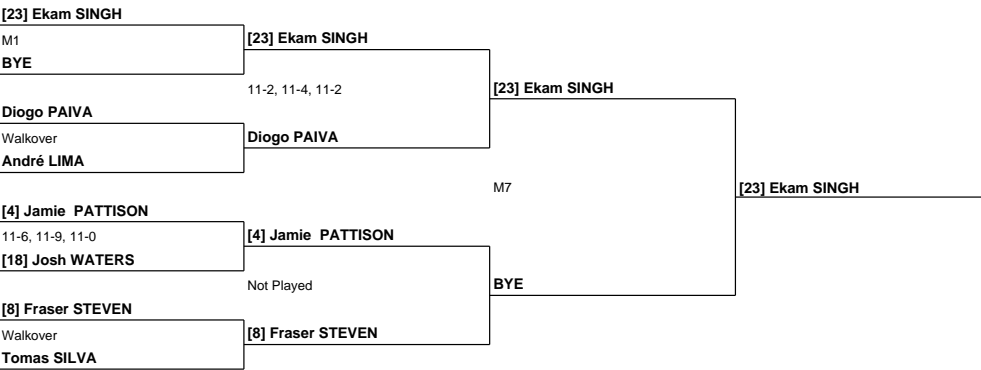 [23] Ekam SINGH
M1
BYE
Diogo PAIVA
Walkover
André LIMA
[4] Jamie  PATTISON
11-6, 11-9, 11-0
[18] Josh WATERS
[8] Fraser STEVEN
Walkover
Tomas SILVA
[23] Ekam SINGH
11-2, 11-4, 11-2
Diogo PAIVA
[4] Jamie  PATTISON
Not Played
[8] Fraser STEVEN
[23] Ekam SINGH
M7
BYE
[23] Ekam SINGH